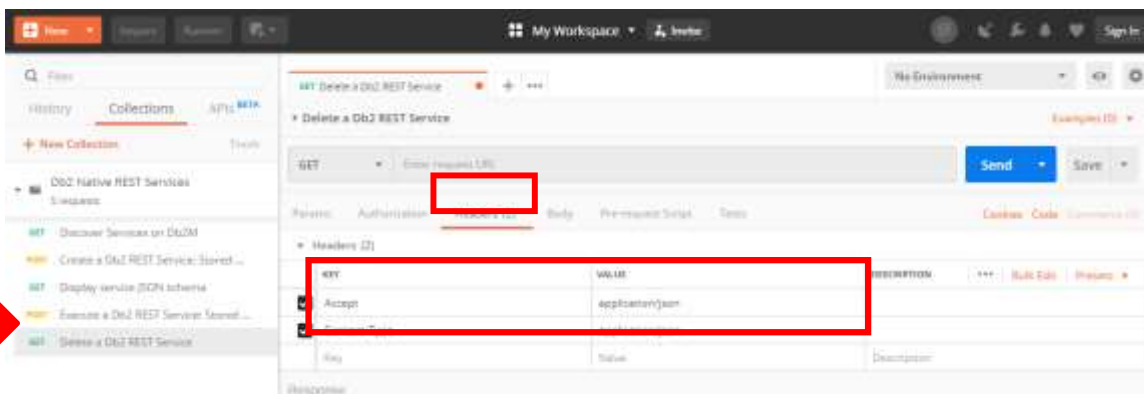 New
My Workspace
Invite
Sign In
Filter
History Collections APIs BETA
New Collection Trash
Db2 Native REST Services
5 requests
GET Discover Services on Db2M
POST Create a Db2 REST Service: Stored ...
GET Display service JSON schema
POST Execute a Db2 REST Service: Stored ...
GET Delete a Db2 REST Service
GET Delete a Db2 REST Service
No Environment
Delete a Db2 REST Service
Examples (0)
GET
Enter request URL
Send
Save
Params Authorization Headers (2) Body Pre-request Script Tests
Cookies Code
Headers (2)
KEY VALUE DESCRIPTION
Bulk Edit Presets
Accept application/json
Key Value Description
Response